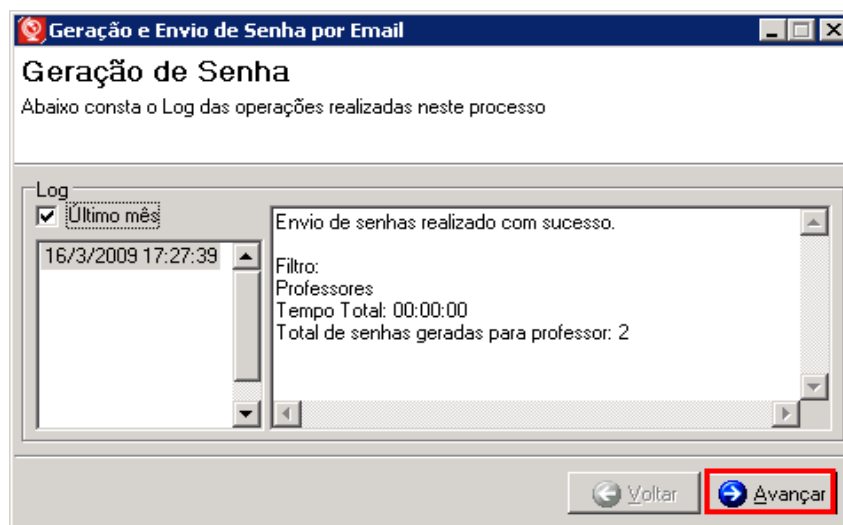 Geração e Envio de Senha por Email
Geração de Senha
Abaixo consta o Log das operações realizadas neste processo
Log
Último mês
16/3/2009 17:27:39
Envio de senhas realizado com sucesso.
Filtro:
Professores
Tempo Total: 00:00:00
Total de senhas geradas para professor: 2
Voltar
Avançar